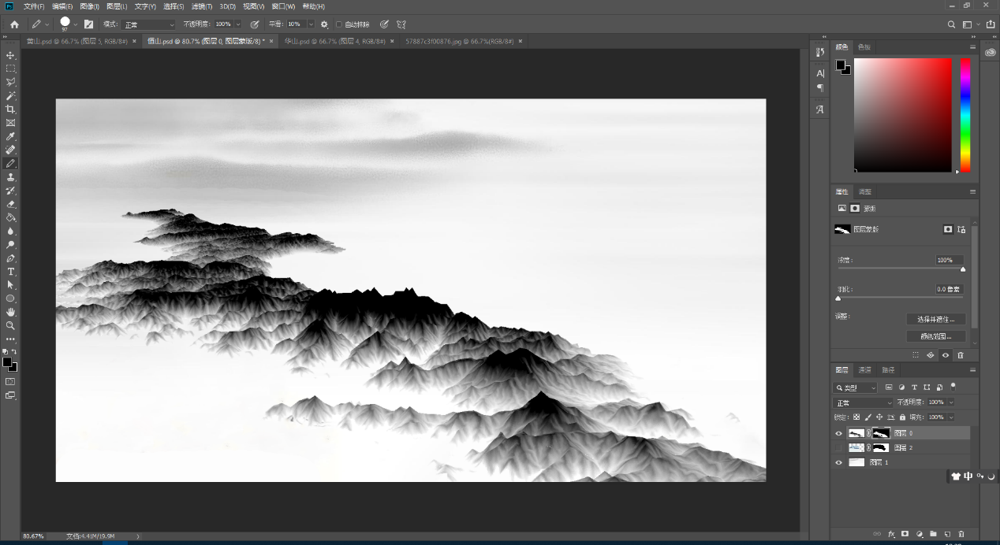 Ps 文件(F) 编辑(E) 图像(I) 图层(L) 文字(Y) 选择(S) 滤镜(T) 3D(D) 视图(V) 窗口(W) 帮助(H)
97 模式: 正常 不透明度: 100% 平滑: 10% 自动抹除
黄山.psd @ 66.7% (图层 5, RGB/8#) × 恒山.psd @ 80.7% (图层 0, 图层蒙版/8) * × 华山.psd @ 66.7% (图层 4, RGB/8#) × 57887c3f00876.jpg @ 66.7%(RGB/8#) ×
颜色 色板
属性 调整
蒙版
图层蒙版
浓度: 100%
羽化: 0.0 像素
调整: 选择并遮住...
颜色范围...
图层 通道 路径
类型
正常 不透明度: 100%
锁定: 填充: 100%
图层 0
图层 2
图层 1
中
80.67% 文档:4.41M/19.9M